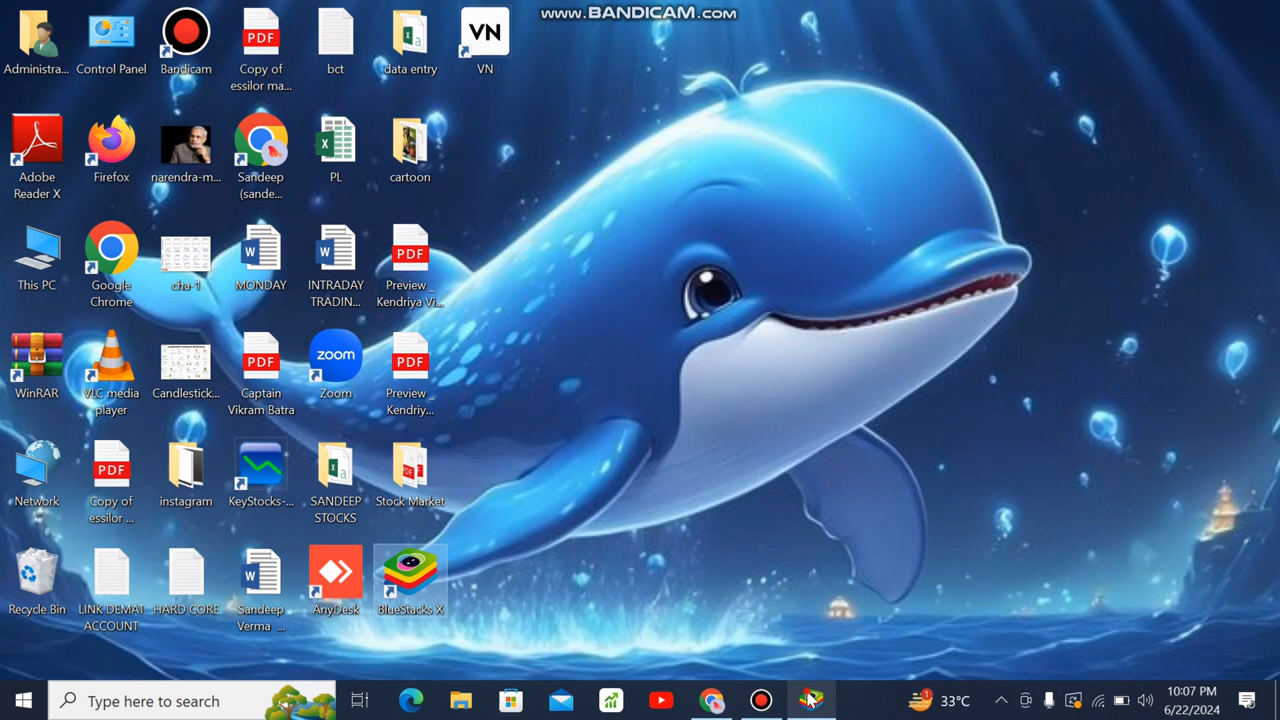 www.BANDICAM.com
Administra...
Control Panel
Bandicam
PDF
Copy of
essilor ma...
bct
data entry
VN
VN
Adobe
Reader X
Firefox
narendra-m...
Sandeep
(sande...
PL
cartoon
This PC
Google
Chrome
cha-1
MONDAY
INTRADAY
TRADIN...
PDF
Preview _
Kendriya Vi...
WinRAR
VLC media
player
Candlestick...
PDF
Captain
Vikram Batra
zoom
Zoom
PDF
Preview _
Kendriy...
Network
PDF
Copy of
essilor ...
instagram
KeyStocks-...
SANDEEP
STOCKS
Stock Market
Recycle Bin
LINK DEMAT
ACCOUNT
HARD CORE
Sandeep
Verma _...
AnyDesk
BlueStacks X
Type here to search
1
33°C
10:07 PM
6/22/2024